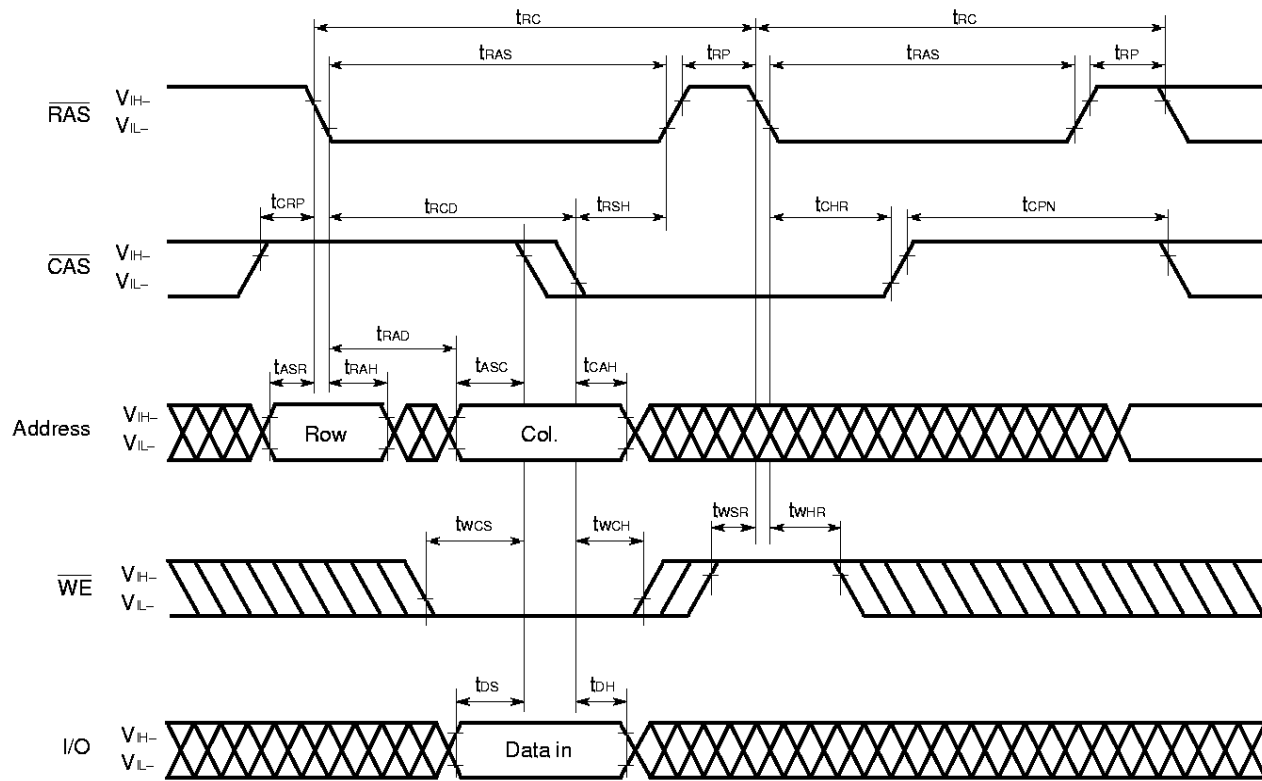 tRC tRC
tRAS tRP tRAS tRP
RAS VIH– VIL–
tCRP tRCD tRSH tCHR tCPN
CAS VIH– VIL–
tRAD
tASR tRAH tASC tCAH
Address VIH– VIL– Row Col.
tWCS tWCH tWSR tWHR
WE VIH– VIL–
tDS tDH
I/O VIH– VIL– Data in